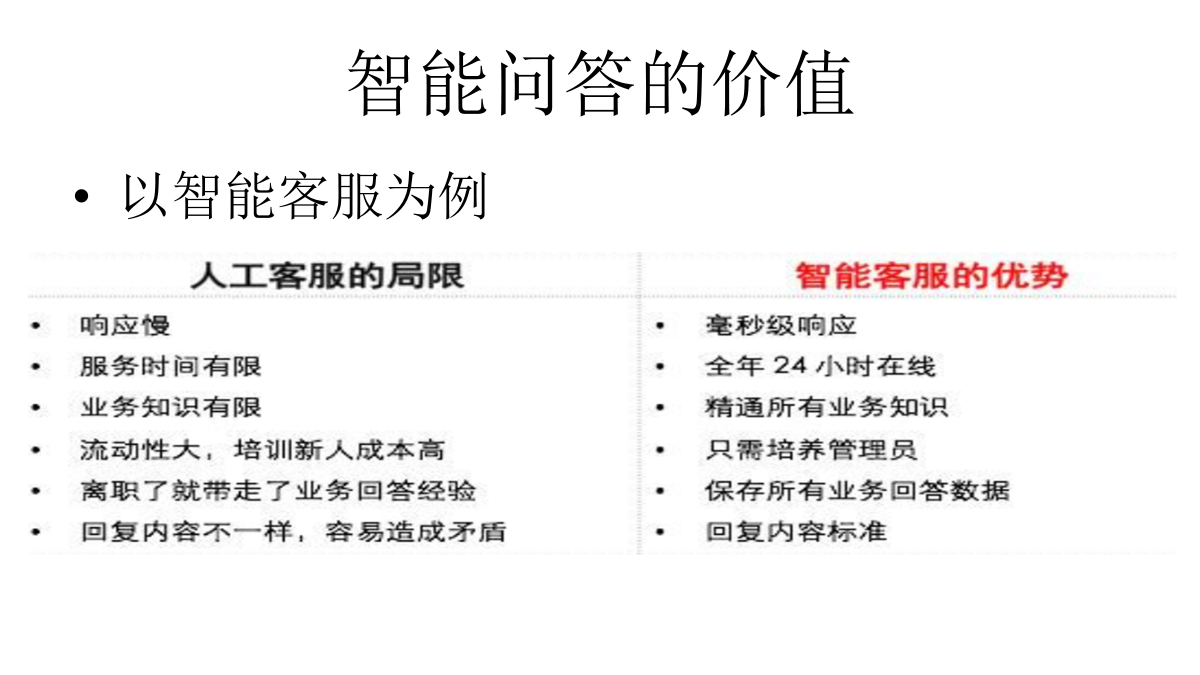 智能问答的价值
• 以智能客服为例
人工客服的局限
• 响应慢
• 服务时间有限
• 业务知识有限
• 流动性大，培训新人成本高
• 离职了就带走了业务回答经验
• 回复内容不一样，容易造成矛盾
智能客服的优势
• 毫秒级响应
• 全年 24 小时在线
• 精通所有业务知识
• 只需培养管理员
• 保存所有业务回答数据
• 回复内容标准